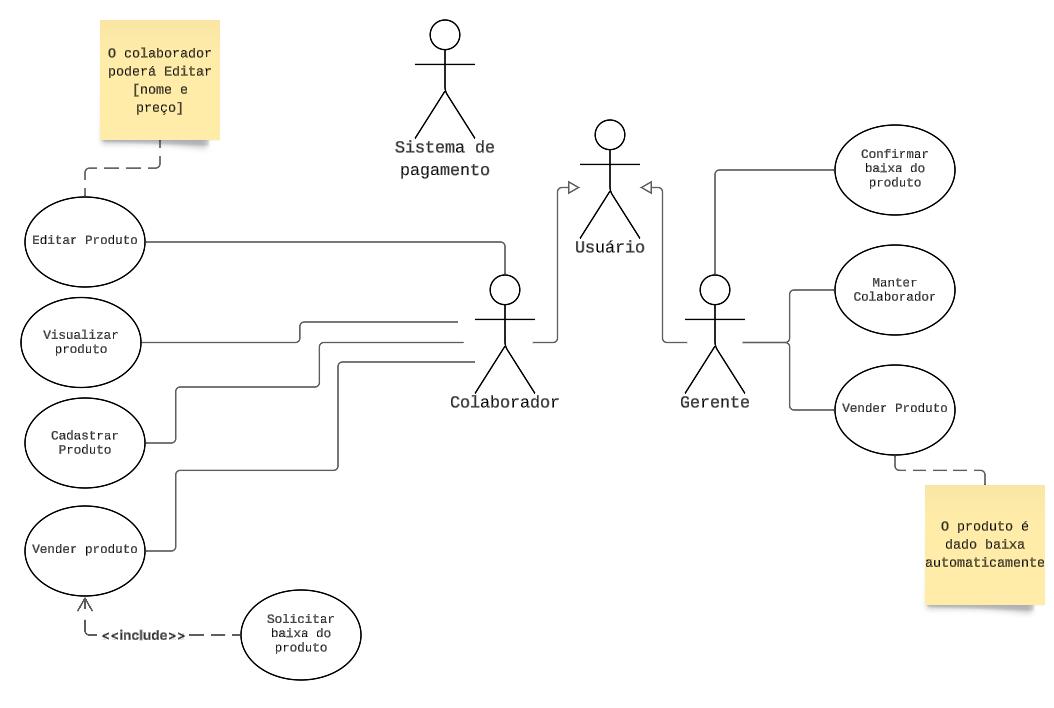 O colaborador
poderá Editar
[nome e
preço]
Sistema de
pagamento
Usuário
Confirmar
baixa do
produto
Editar Produto
Manter
Colaborador
Visualizar
produto
Colaborador
Gerente
Vender Produto
Cadastrar
Produto
Vender produto
O produto é
dado baixa
automaticamente
<<include>>
Solicitar
baixa do
produto